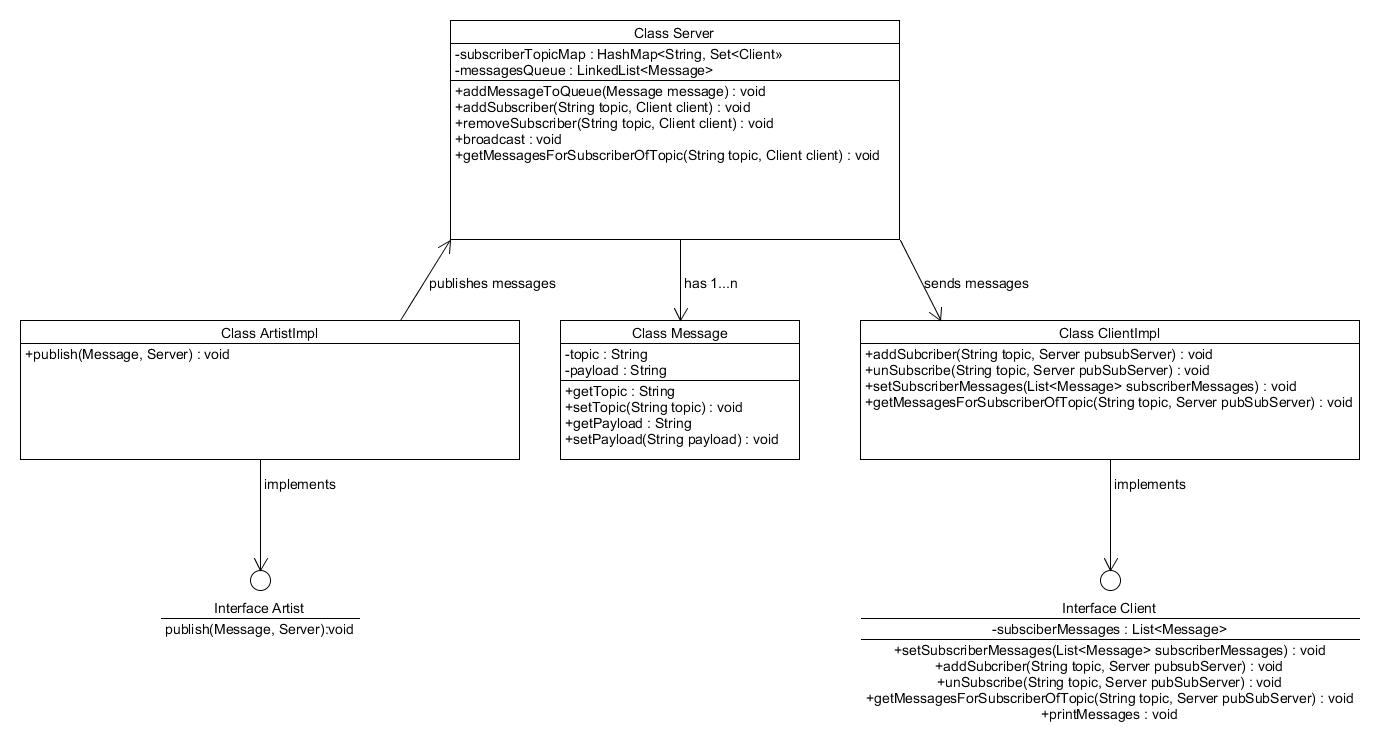 Class Server
-subscriberTopicMap : HashMap<String, Set<Client»
-messagesQueue : LinkedList<Message>
+addMessageToQueue(Message message) : void
+addSubscriber(String topic, Client client) : void
+removeSubscriber(String topic, Client client) : void
+broadcast : void
+getMessagesForSubscriberOfTopic(String topic, Client client) : void
publishes messages
has 1...n
sends messages
Class ArtistImpl
+publish(Message, Server) : void
Class Message
-topic : String
-payload : String
+getTopic : String
+setTopic(String topic) : void
+getPayload : String
+setPayload(String payload) : void
Class ClientImpl
+addSubcriber(String topic, Server pubsubServer) : void
+unSubscribe(String topic, Server pubSubServer) : void
+setSubscriberMessages(List<Message> subscriberMessages) : void
+getMessagesForSubscriberOfTopic(String topic, Server pubSubServer) : void
implements
implements
Interface Artist
publish(Message, Server):void
Interface Client
-subsciberMessages : List<Message>
+setSubscriberMessages(List<Message> subscriberMessages) : void
+addSubcriber(String topic, Server pubsubServer) : void
+unSubscribe(String topic, Server pubSubServer) : void
+getMessagesForSubscriberOfTopic(String topic, Server pubSubServer) : void
+printMessages : void